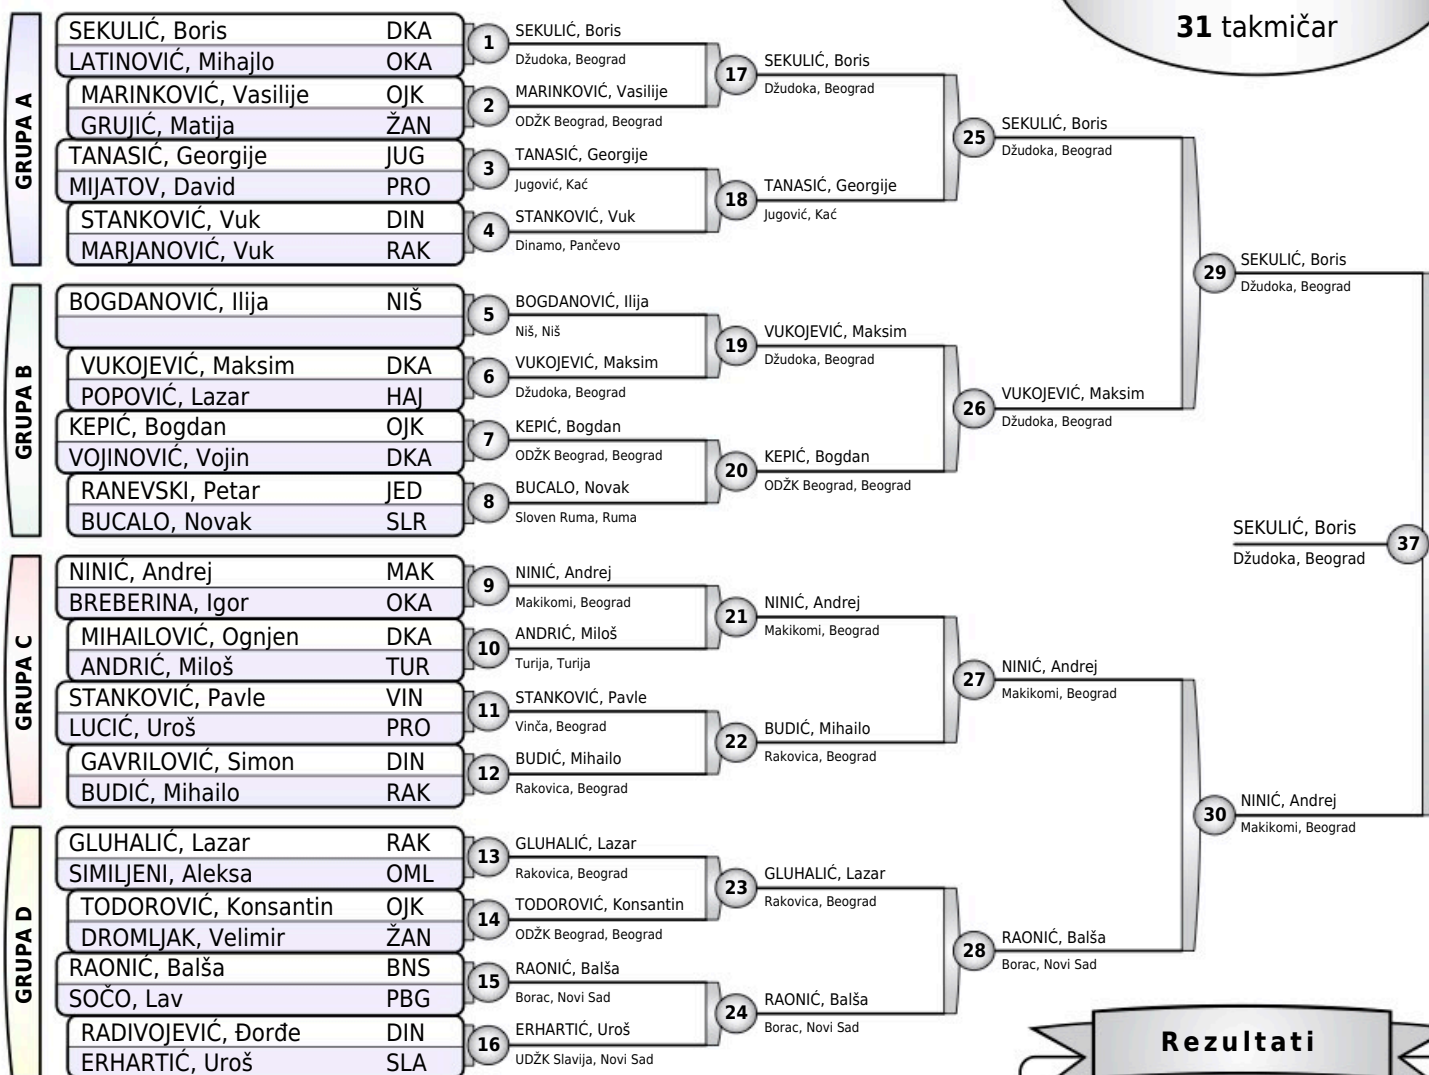 31 takmičar
GRUPA A
SEKULIĆ, Boris DKA
LATINOVIĆ, Mihajlo OKA
MARINKOVIĆ, Vasilije OJK
GRUJIĆ, Matija ŽAN
TANASIĆ, Georgije JUG
MIJATOV, David PRO
STANKOVIĆ, Vuk DIN
MARJANOVIĆ, Vuk RAK
GRUPA B
BOGDANOVIĆ, Ilija NIŠ
VUKOJEVIĆ, Maksim DKA
POPOVIĆ, Lazar HAJ
KEPIĆ, Bogdan OJK
VOJINOVIĆ, Vojin DKA
RANEVSKI, Petar JED
BUCALO, Novak SLR
GRUPA C
NINIĆ, Andrej MAK
BREBERINA, Igor OKA
MIHAILOVIĆ, Ognjen DKA
ANDRIĆ, Miloš TUR
STANKOVIĆ, Pavle VIN
LUCIĆ, Uroš PRO
GAVRILOVIĆ, Simon DIN
BUDIĆ, Mihailo RAK
GRUPA D
GLUHALIĆ, Lazar RAK
SIMILJENI, Aleksa OML
TODOROVIĆ, Konsantin OJK
DROMLJAK, Velimir ŽAN
RAONIĆ, Balša BNS
SOČO, Lav PBG
RADIVOJEVIĆ, Đorđe DIN
ERHARTIĆ, Uroš SLA
1 SEKULIĆ, Boris
Džudoka, Beograd
2 MARINKOVIĆ, Vasilije
ODŽK Beograd, Beograd
3 TANASIĆ, Georgije
Jugović, Kać
4 STANKOVIĆ, Vuk
Dinamo, Pančevo
5 BOGDANOVIĆ, Ilija
Niš, Niš
6 VUKOJEVIĆ, Maksim
Džudoka, Beograd
7 KEPIĆ, Bogdan
ODŽK Beograd, Beograd
8 BUCALO, Novak
Sloven Ruma, Ruma
9 NINIĆ, Andrej
Makikomi, Beograd
10 ANDRIĆ, Miloš
Turija, Turija
11 STANKOVIĆ, Pavle
Vinča, Beograd
12 BUDIĆ, Mihailo
Rakovica, Beograd
13 GLUHALIĆ, Lazar
Rakovica, Beograd
14 TODOROVIĆ, Konsantin
ODŽK Beograd, Beograd
15 RAONIĆ, Balša
Borac, Novi Sad
16 ERHARTIĆ, Uroš
UDŽK Slavija, Novi Sad
17 SEKULIĆ, Boris
Džudoka, Beograd
18 TANASIĆ, Georgije
Jugović, Kać
19 VUKOJEVIĆ, Maksim
Džudoka, Beograd
20 KEPIĆ, Bogdan
ODŽK Beograd, Beograd
21 NINIĆ, Andrej
Makikomi, Beograd
22 BUDIĆ, Mihailo
Rakovica, Beograd
23 GLUHALIĆ, Lazar
Rakovica, Beograd
24 RAONIĆ, Balša
Borac, Novi Sad
25 SEKULIĆ, Boris
Džudoka, Beograd
26 VUKOJEVIĆ, Maksim
Džudoka, Beograd
27 NINIĆ, Andrej
Makikomi, Beograd
28 RAONIĆ, Balša
Borac, Novi Sad
29 SEKULIĆ, Boris
Džudoka, Beograd
30 NINIĆ, Andrej
Makikomi, Beograd
SEKULIĆ, Boris 37
Džudoka, Beograd
Rezultati